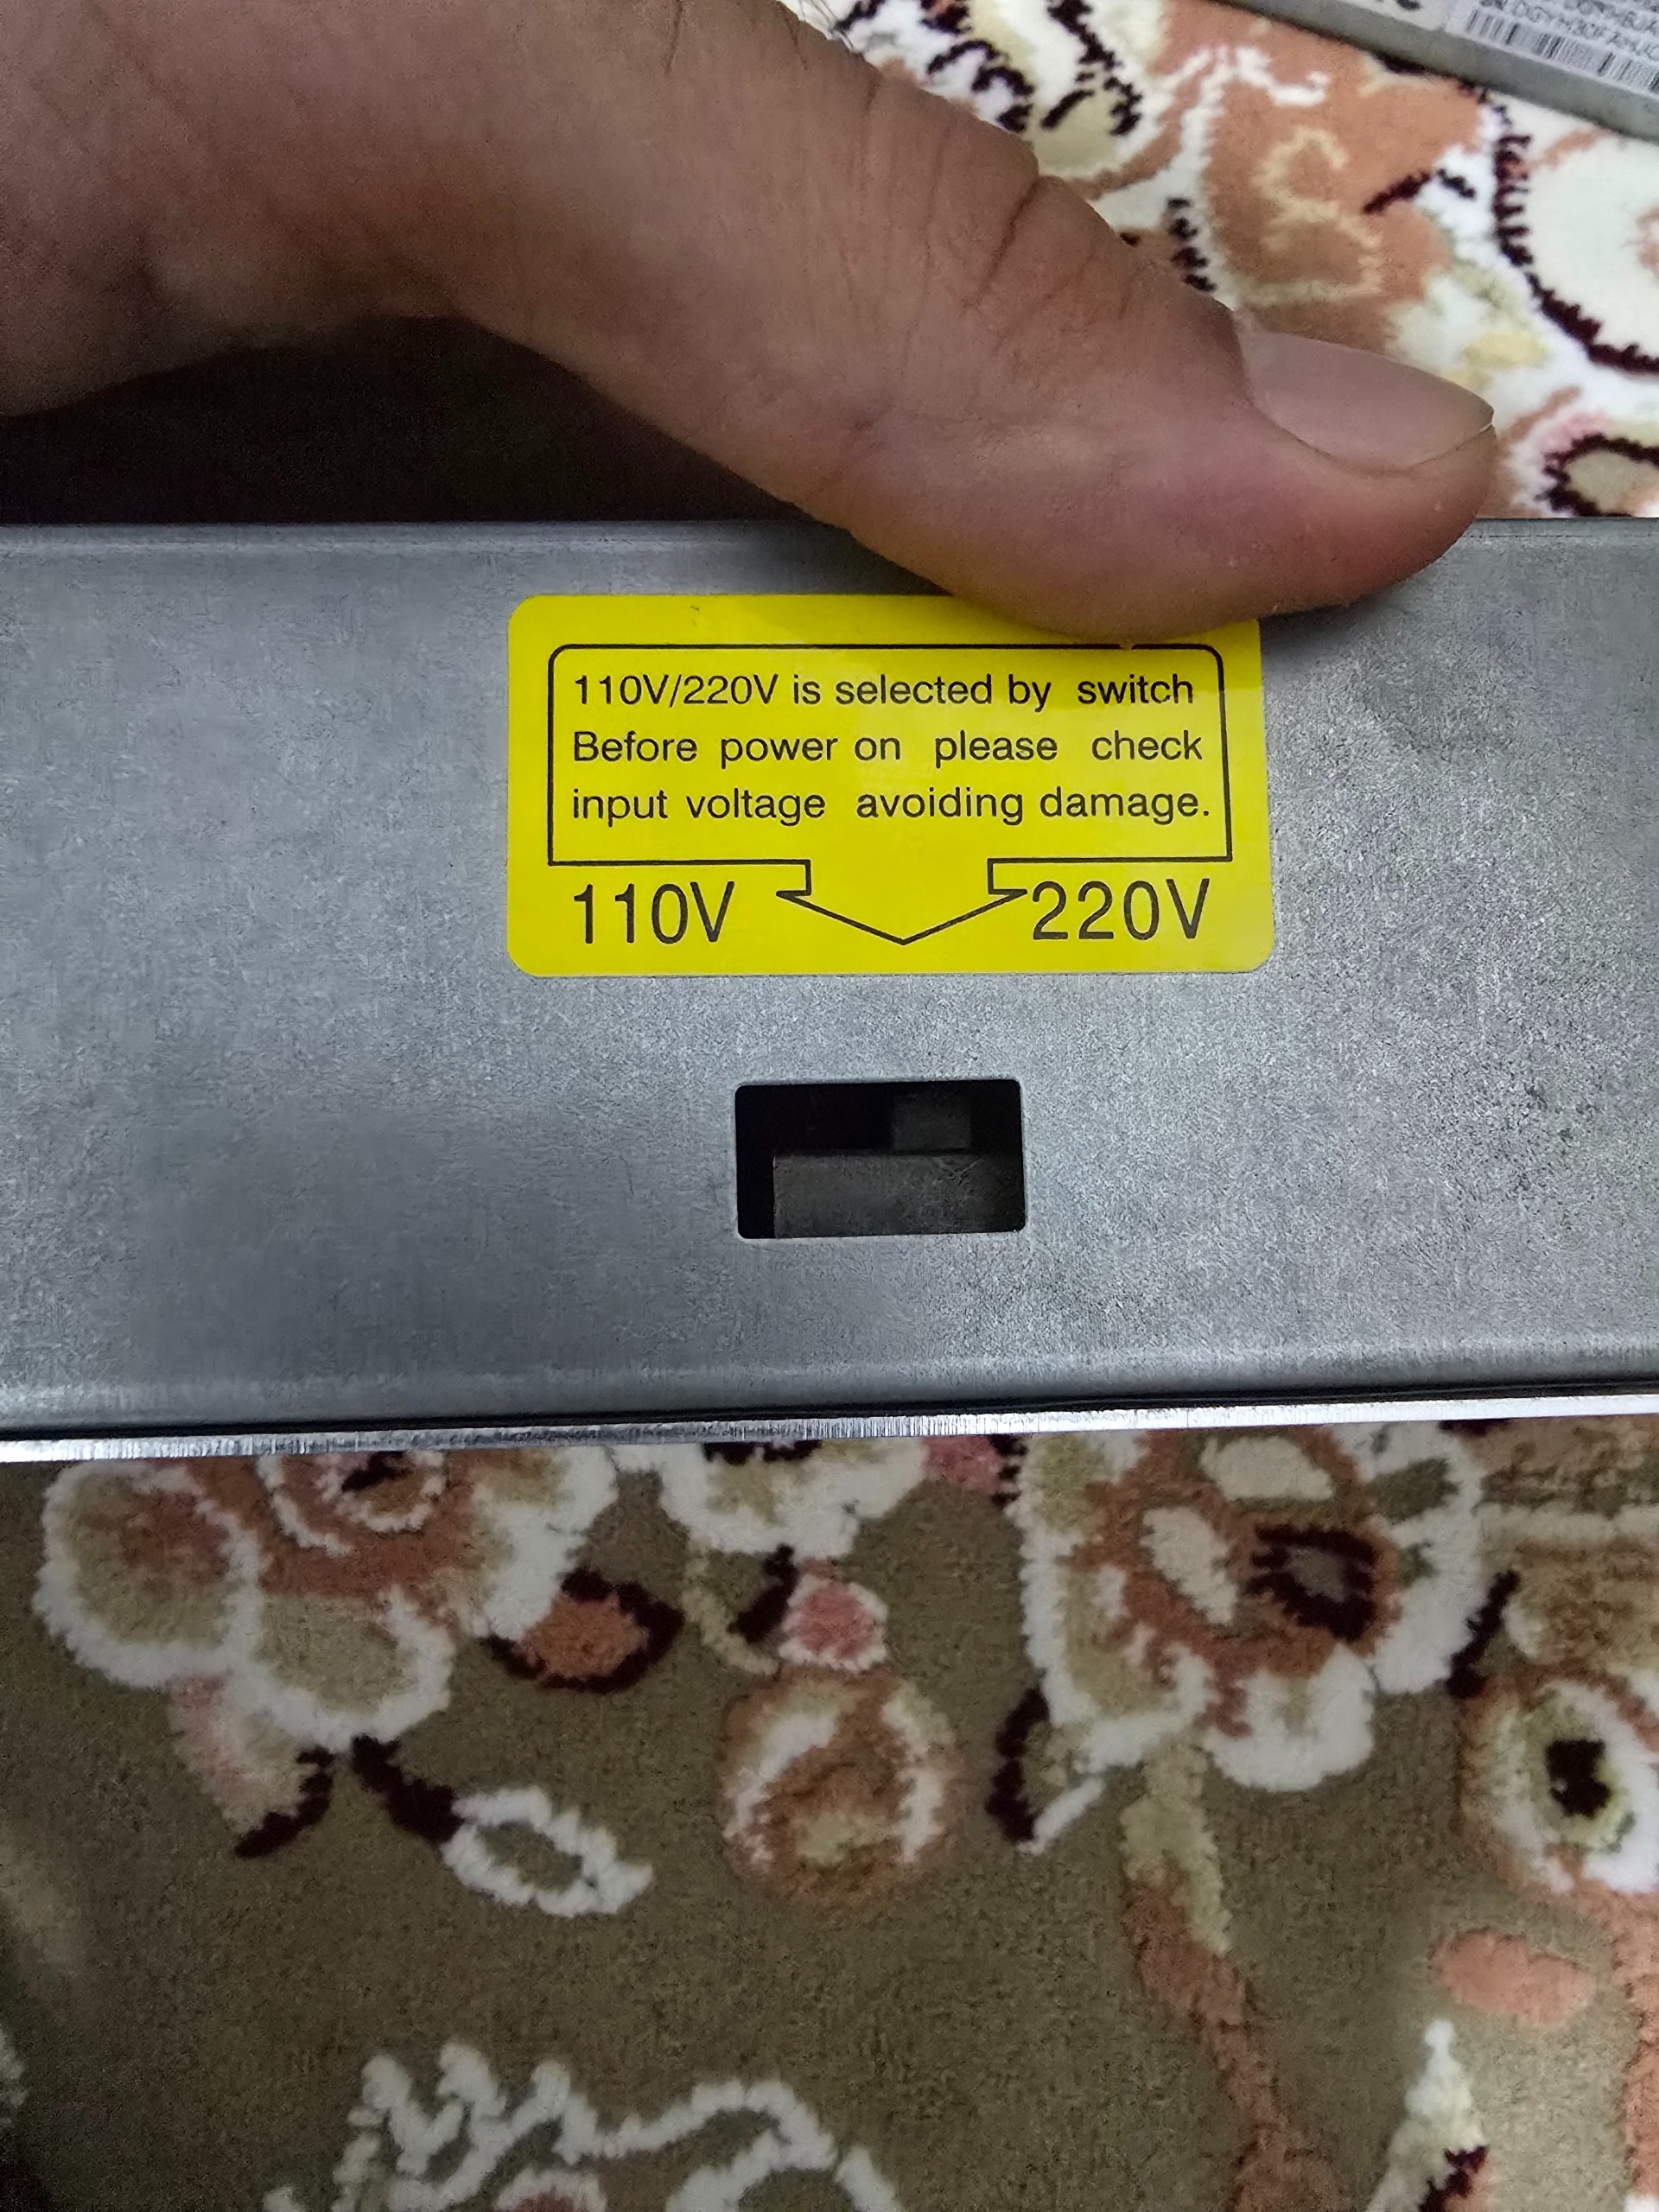 110V/220V is selected by switch
Before power on please check
input voltage avoiding damage.
110V 220V